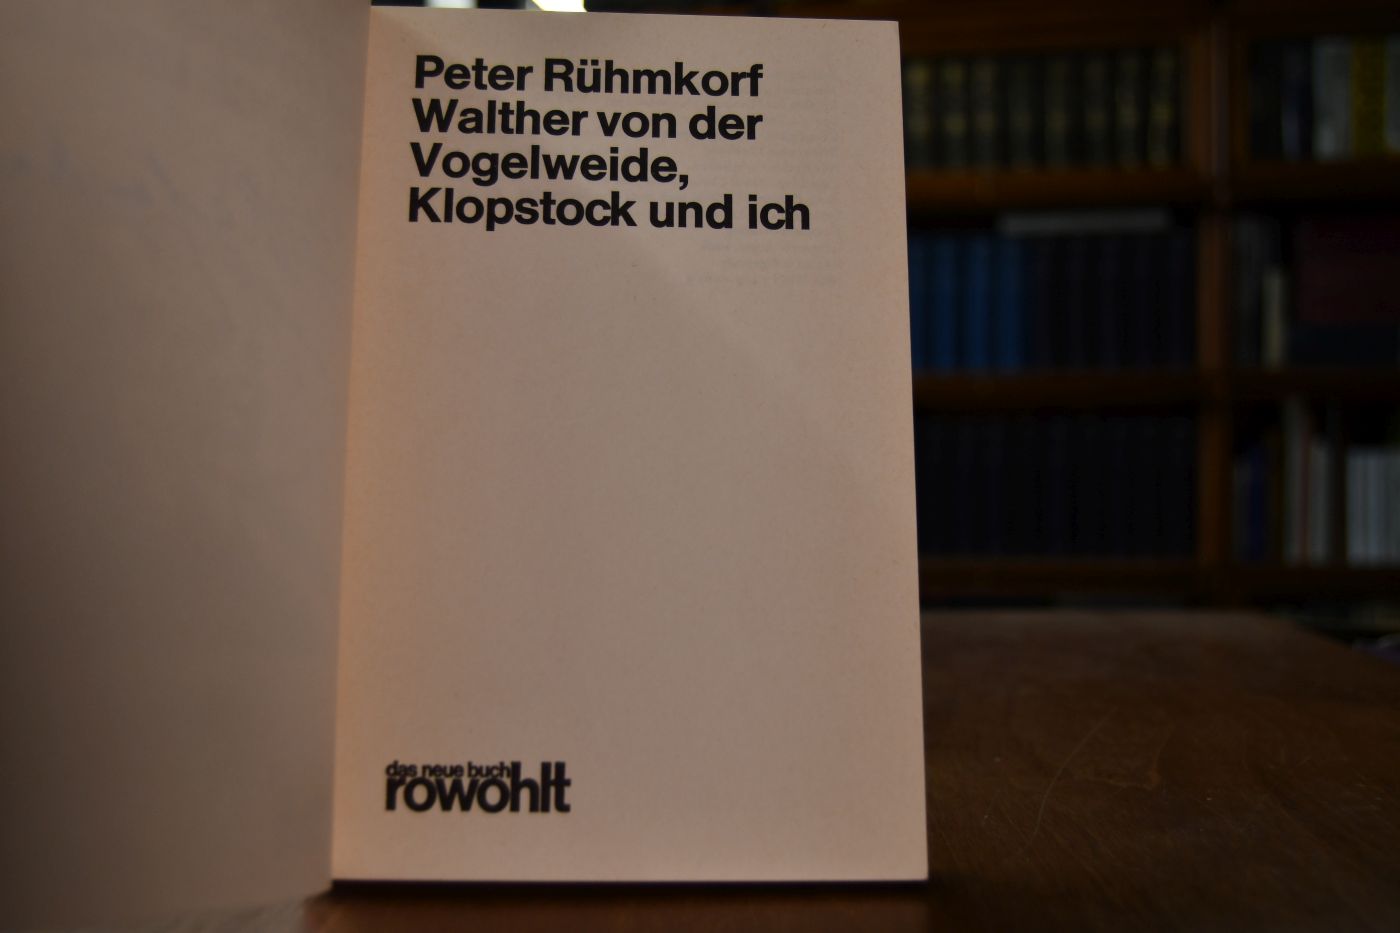 Peter Rühmkorf
Walther von der
Vogelweide,
Klopstock und ich
das neue buch
rowohlt